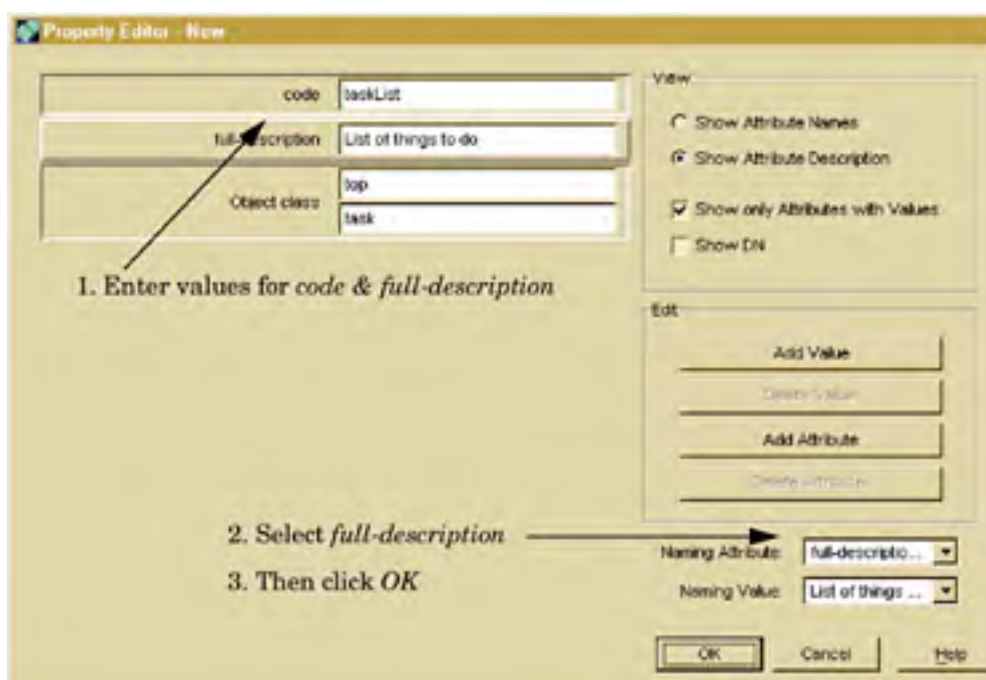 Property Editor - New
code taskList
full-description List of things to do
Object class top
task
1. Enter values for code & full-description
View
Show Attribute Names
Show Attribute Description
Show only Attributes with Values
Show DN
Edit
Add Value
Delete Value
Add Attribute
Delete Attribute
2. Select full-description
3. Then click OK
Naming Attribute: full-descriptio...
Naming Value: List of things ...
OK Cancel Help